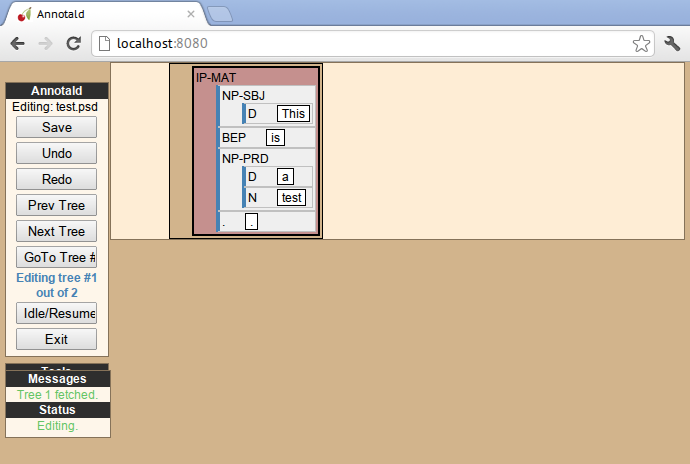 Annotald
localhost:8080
Annotald
Editing: test.psd
Save
Undo
Redo
Prev Tree
Next Tree
GoTo Tree #
Editing tree #1
out of 2
Idle/Resume
Exit
Tools
Messages
Tree 1 fetched.
Status
Editing.
IP-MAT
NP-SBJ
D This
BEP is
NP-PRD
D a
N test
. .